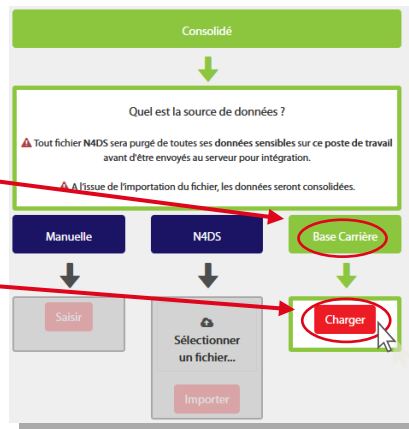 Consolidé
Quel est la source de données ?
Tout fichier N4DS sera purgé de toutes ses données sensibles sur ce poste de travail
avant d'être envoyés au serveur pour intégration.
A l'issue de l'importation du fichier, les données seront consolidées.
Manuelle
N4DS
Base Carrière
Saisir
Sélectionner
un fichier...
Importer
Charger